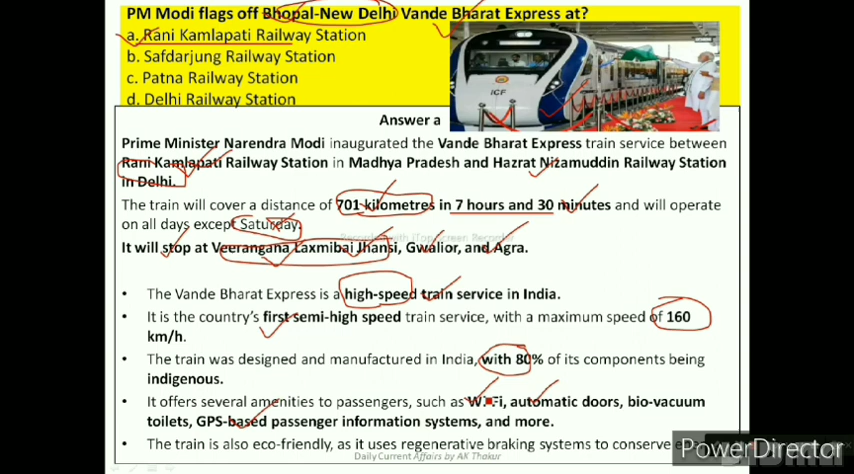 PM Modi flags off Bhopal-New Delhi Vande Bharat Express at?
a. Rani Kamlapati Railway Station
b. Safdarjung Railway Station
c. Patna Railway Station
d. Delhi Railway Station
ICF
Answer a
Prime Minister Narendra Modi inaugurated the Vande Bharat Express train service between
Rani Kamlapati Railway Station in Madhya Pradesh and Hazrat Nizamuddin Railway Station
in Delhi.
The train will cover a distance of 701 kilometres in 7 hours and 30 minutes and will operate
on all days except Saturday.
Recorded with iTop Screen Recorder
It will stop at Veerangana Laxmibai Jhansi, Gwalior, and Agra.
• The Vande Bharat Express is a high-speed train service in India.
• It is the country's first semi-high speed train service, with a maximum speed of 160
km/h.
• The train was designed and manufactured in India, with 80% of its components being
indigenous.
• It offers several amenities to passengers, such as Wi-Fi, automatic doors, bio-vacuum
toilets, GPS-based passenger information systems, and more.
• The train is also eco-friendly, as it uses regenerative braking systems to conserve
PowerDirector
Daily Current Affairs by AK Thakur